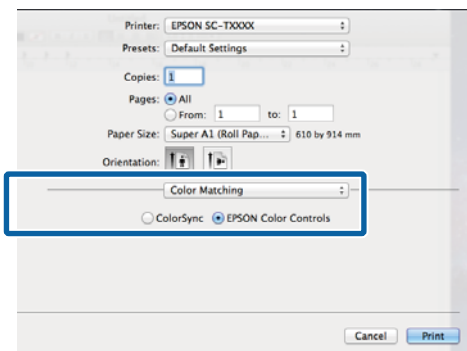 Printer: EPSON SC-TXXXX
Presets: Default Settings
Copies: 1
Pages: All
From: 1 to: 1
Paper Size: Super A1 (Roll Pap... 610 by 914 mm
Orientation:
Color Matching
ColorSync EPSON Color Controls
Cancel Print